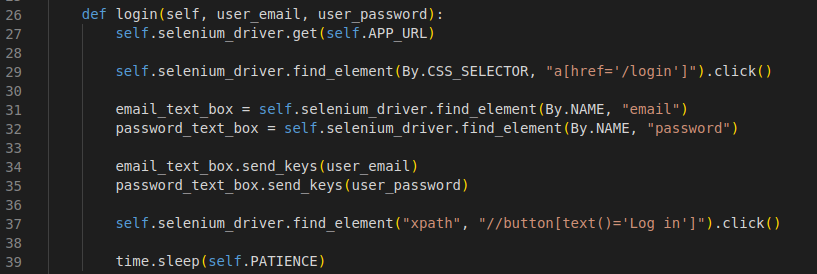 26 def login(self, user_email, user_password):
27 self.selenium_driver.get(self.APP_URL)
28
29 self.selenium_driver.find_element(By.CSS_SELECTOR, "a[href='/login']").click()
30
31 email_text_box = self.selenium_driver.find_element(By.NAME, "email")
32 password_text_box = self.selenium_driver.find_element(By.NAME, "password")
33
34 email_text_box.send_keys(user_email)
35 password_text_box.send_keys(user_password)
36
37 self.selenium_driver.find_element("xpath", "//button[text()='Log in']").click()
38
39 time.sleep(self.PATIENCE)